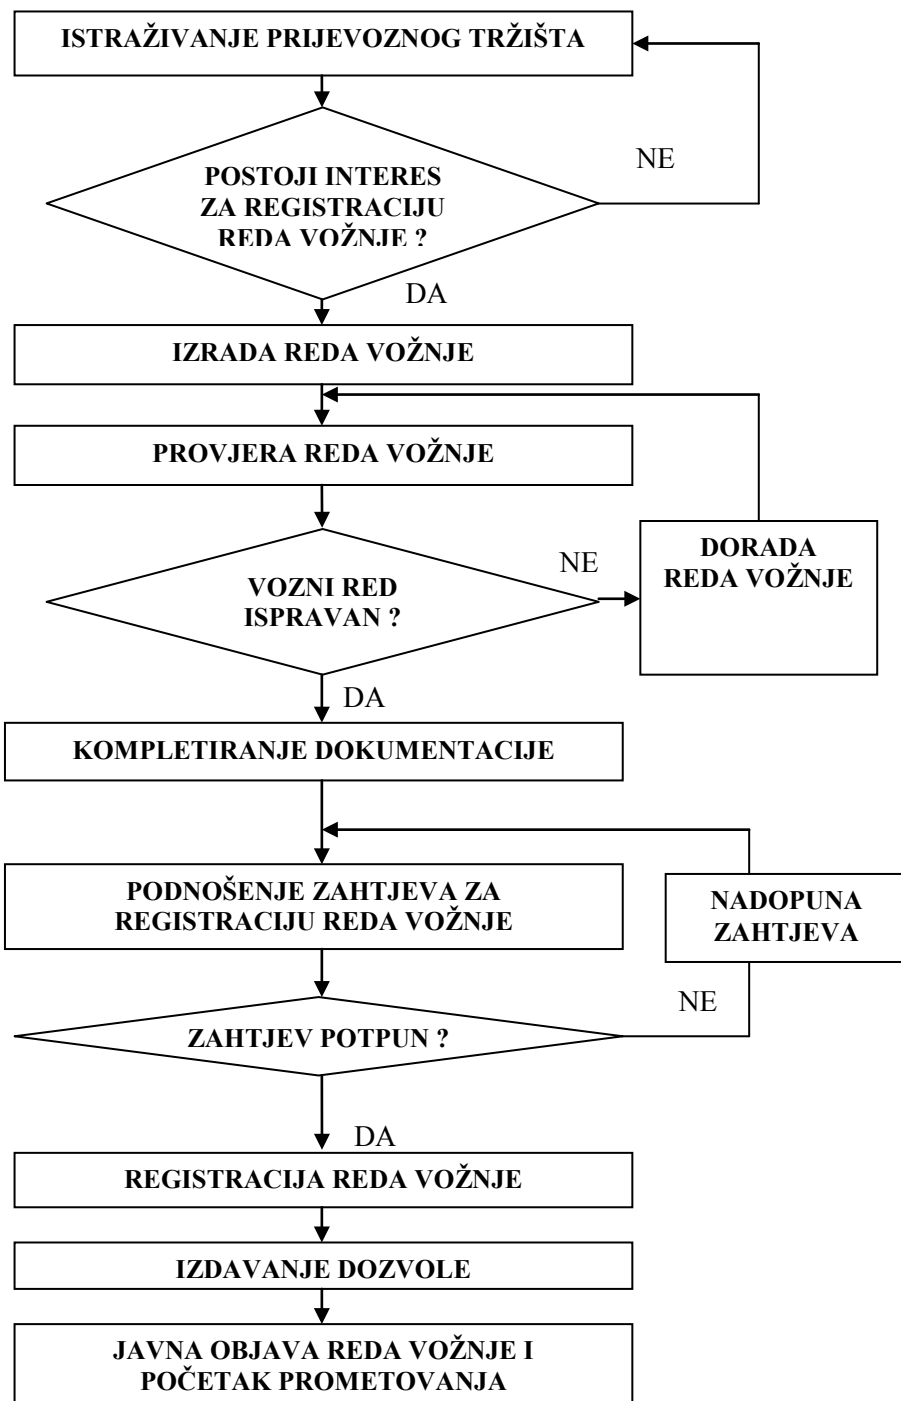 ISTRAŽIVANJE PRIJEVOZNOG TRŽIŠTA
NE
POSTOJI INTERES
ZA REGISTRACIJU
REDA VOŽNJE ?
DA
IZRADA REDA VOŽNJE
PROVJERA REDA VOŽNJE
NE
DORADA
REDA VOŽNJE
VOZNI RED
ISPRAVAN ?
DA
KOMPLETIRANJE DOKUMENTACIJE
PODNOŠENJE ZAHTJEVA ZA
REGISTRACIJU REDA VOŽNJE
NADOPUNA
ZAHTJEVA
NE
ZAHTJEV POTPUN ?
DA
REGISTRACIJA REDA VOŽNJE
IZDAVANJE DOZVOLE
JAVNA OBJAVA REDA VOŽNJE I
POČETAK PROMETOVANJA